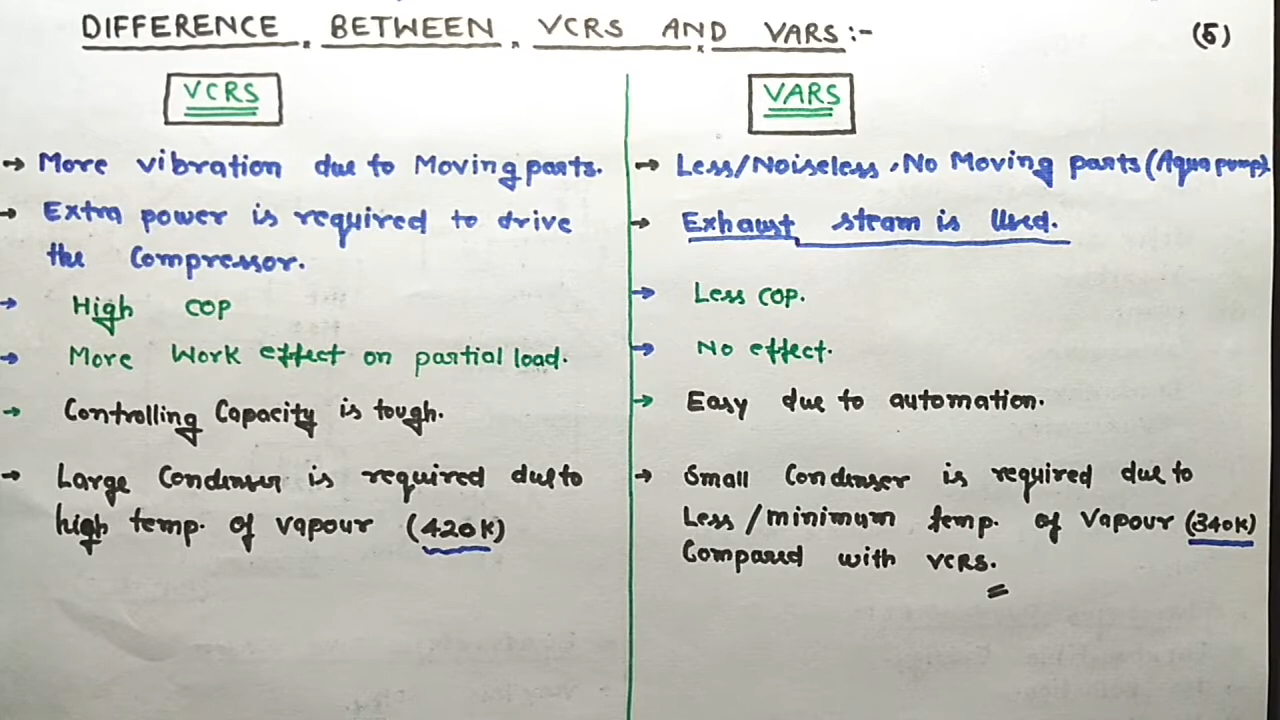 DIFFERENCE BETWEEN VCRS AND VARS:-
(5)
VCRS
→ More vibration due to Moving parts.
→ Extra power is required to drive
the Compressor.
→ High COP
→ More Work effect on partial load.
→ Controlling Capacity is tough.
→ Large Condenser is required due to
high temp. of vapour (420K)
VARS
→ Less/Noiseless, No Moving parts (Aqua pump).
→ Exhaust steam is Used.
→ Less COP.
→ No effect.
→ Easy due to automation.
→ Small Condenser is required due to
Less/minimum temp. of Vapour (340K)
Compared with VCRS.